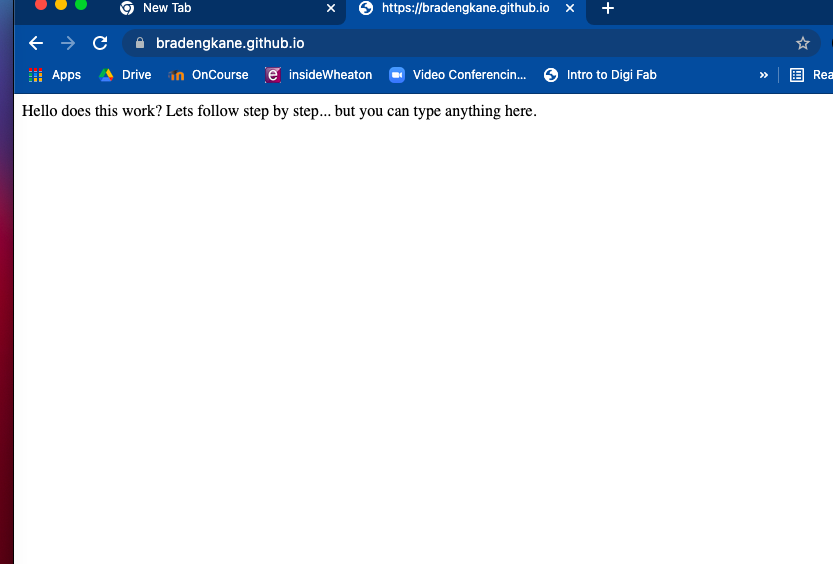 New Tab
https://bradengkane.github.io
bradengkane.github.io
Apps Drive OnCourse insideWheaton Video Conferencin... Intro to Digi Fab » Rea
Hello does this work? Lets follow step by step... but you can type anything here.